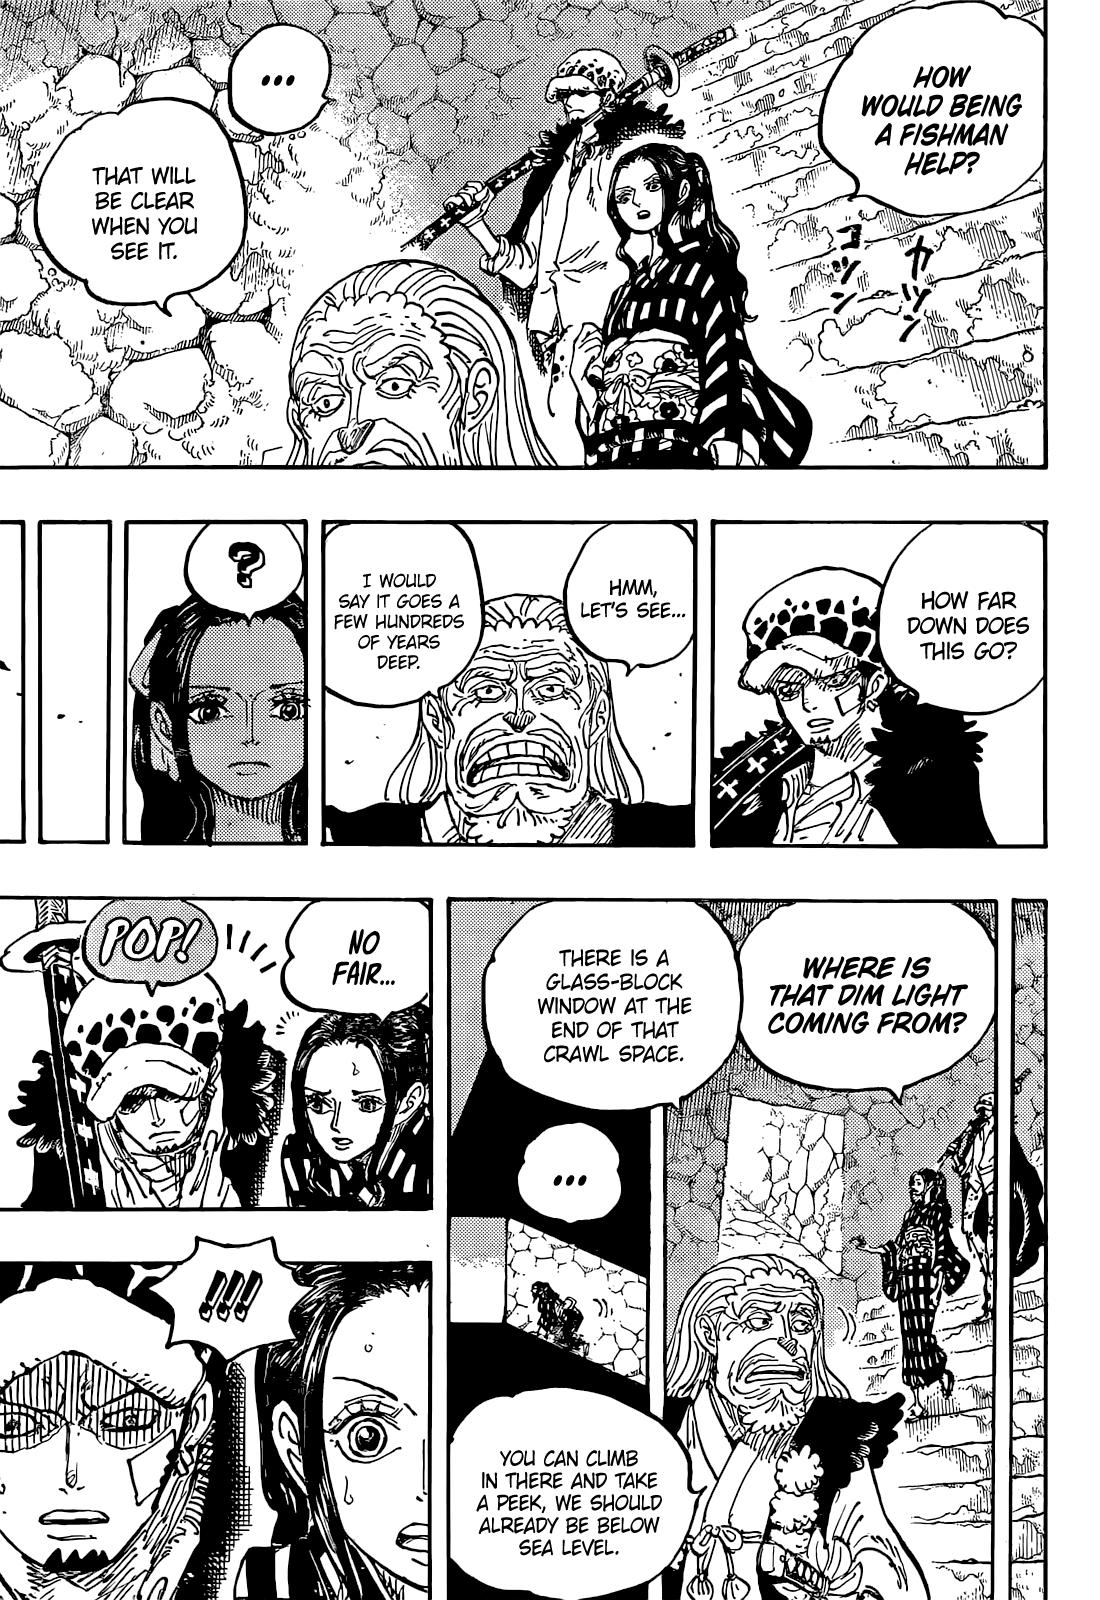 HOW
WOULD BEING
A FISHMAN
HELP?
カツン
コツン
...
THAT WILL
BE CLEAR
WHEN YOU
SEE IT.
HOW FAR
DOWN DOES
THIS GO?
HMM,
LET'S SEE...
I WOULD
SAY IT GOES A
FEW HUNDREDS
OF YEARS
DEEP.
?
WHERE IS
THAT DIM LIGHT
COMING FROM?
THERE IS A
GLASS-BLOCK
WINDOW AT THE
END OF THAT
CRAWL SPACE.
...
YOU CAN CLIMB
IN THERE AND TAKE
A PEEK, WE SHOULD
ALREADY BE BELOW
SEA LEVEL.
NO
FAIR...
POP!
!!!